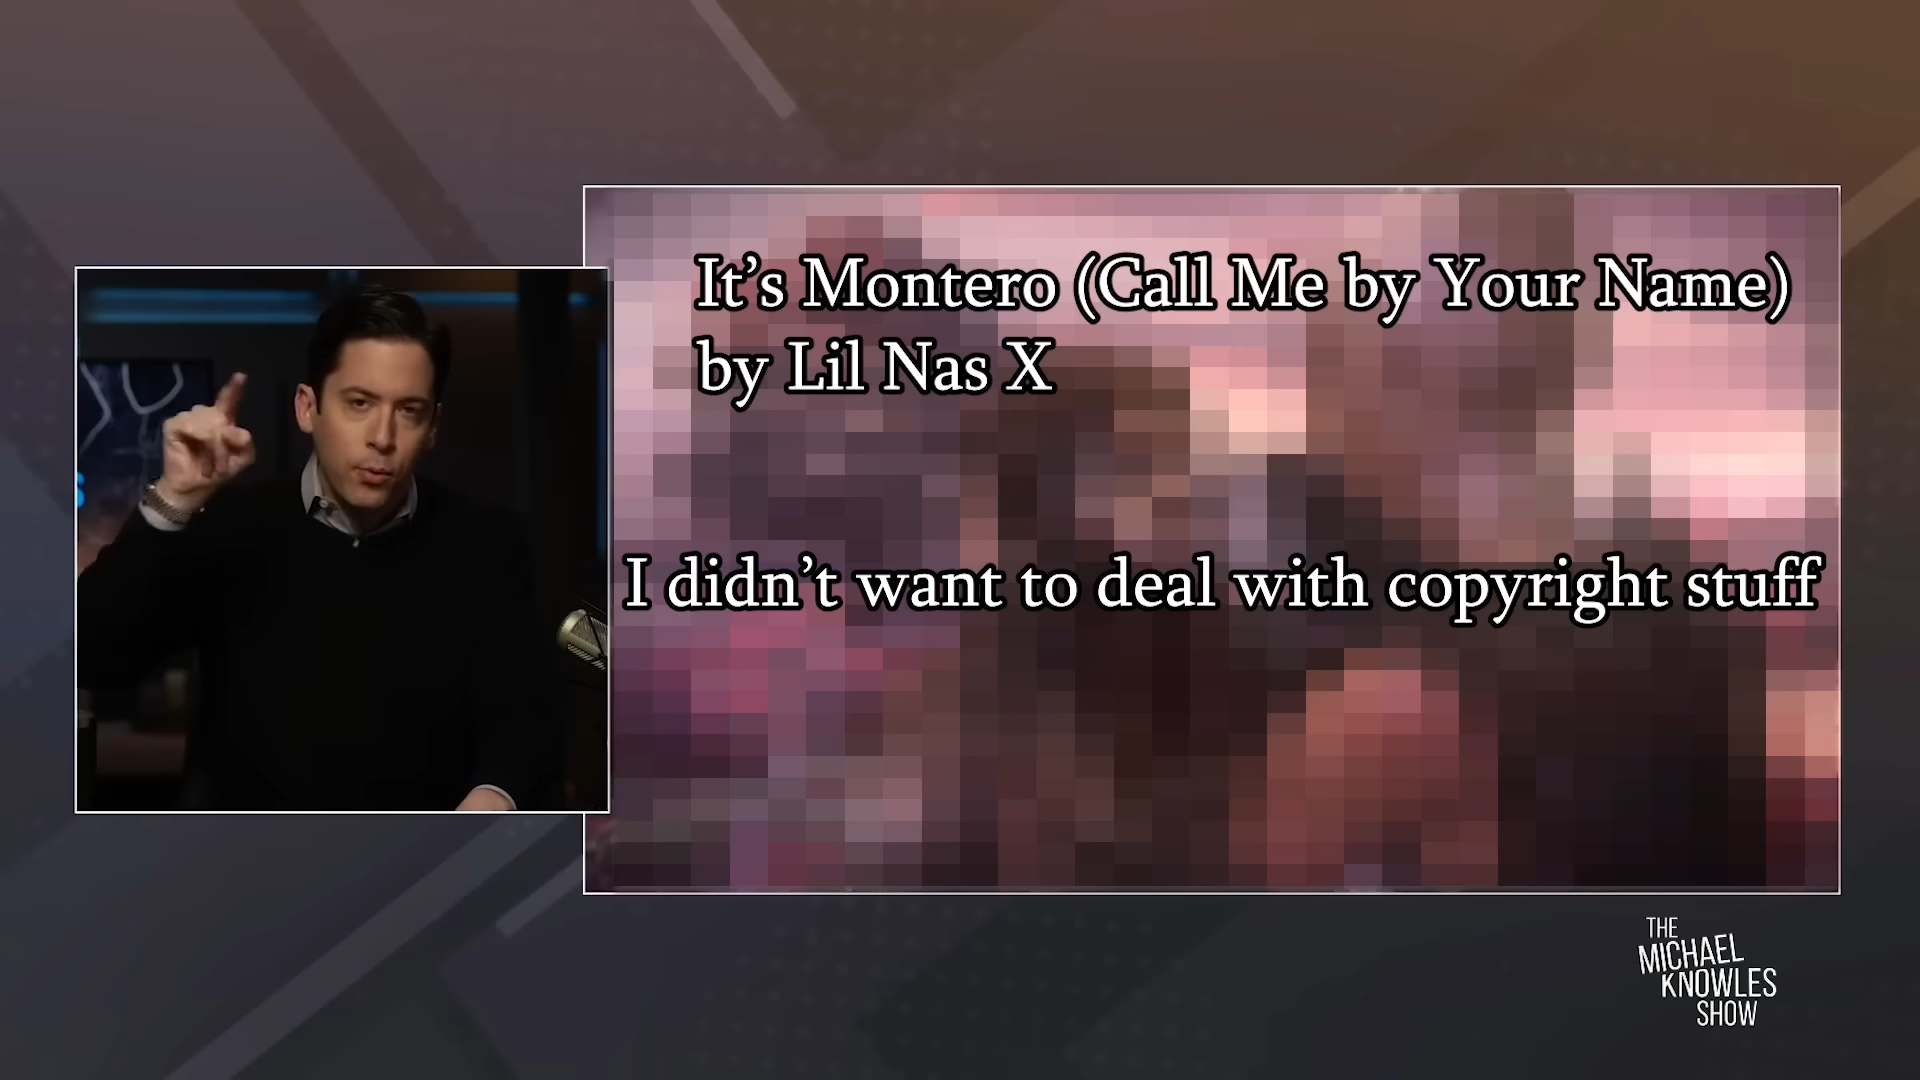 It's Montero (Call Me by Your Name)
by Lil Nas X
I didn't want to deal with copyright stuff
THE
MICHAEL
KNOWLES
SHOW